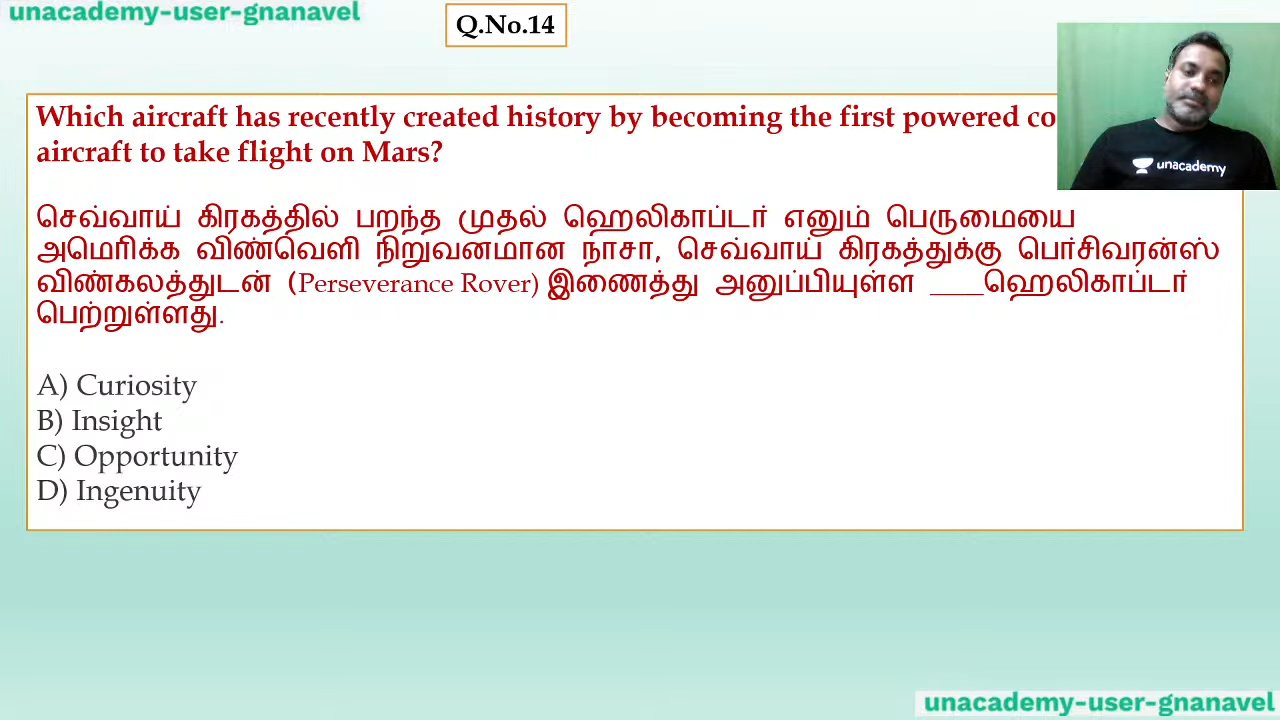 unacademy-user-gnanavel
Q.No.14
Which aircraft has recently created history by becoming the first powered co
aircraft to take flight on Mars?
unacademy
செவ்வாய் கிரகத்தில் பறந்த முதல் ஹெலிகாப்டர் எனும் பெருமையை
அமெரிக்க விண்வெளி நிறுவனமான நாசா, செவ்வாய் கிரகத்துக்கு பெர்சிவரன்ஸ்
விண்கலத்துடன் (Perseverance Rover) இணைத்து அனுப்பியுள்ள ____ஹெலிகாப்டர்
பெற்றுள்ளது.
A) Curiosity
B) Insight
C) Opportunity
D) Ingenuity
unacademy-user-gnanavel